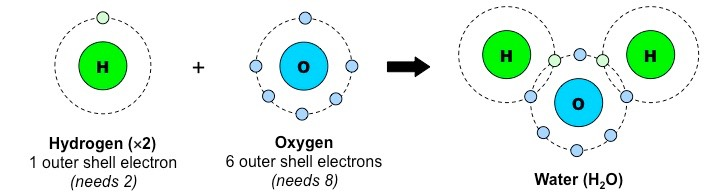 H
+
O
H
H
O
Hydrogen (×2)
1 outer shell electron
(needs 2)
Oxygen
6 outer shell electrons
(needs 8)
Water (H₂O)